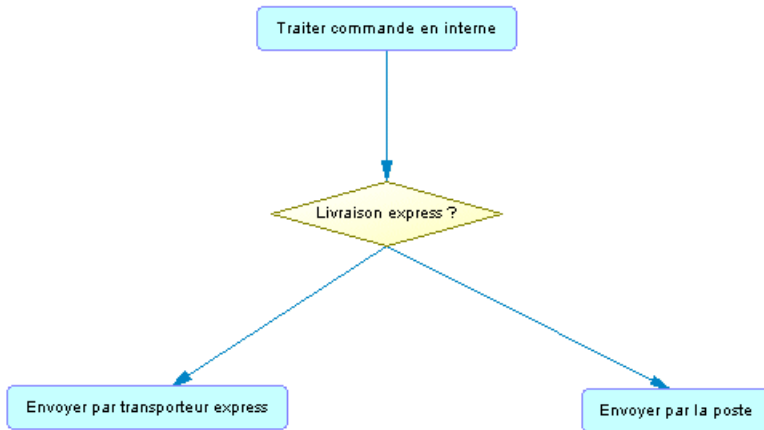 Traiter commande en interne
Livraison express ?
Envoyer par transporteur express
Envoyer par la poste